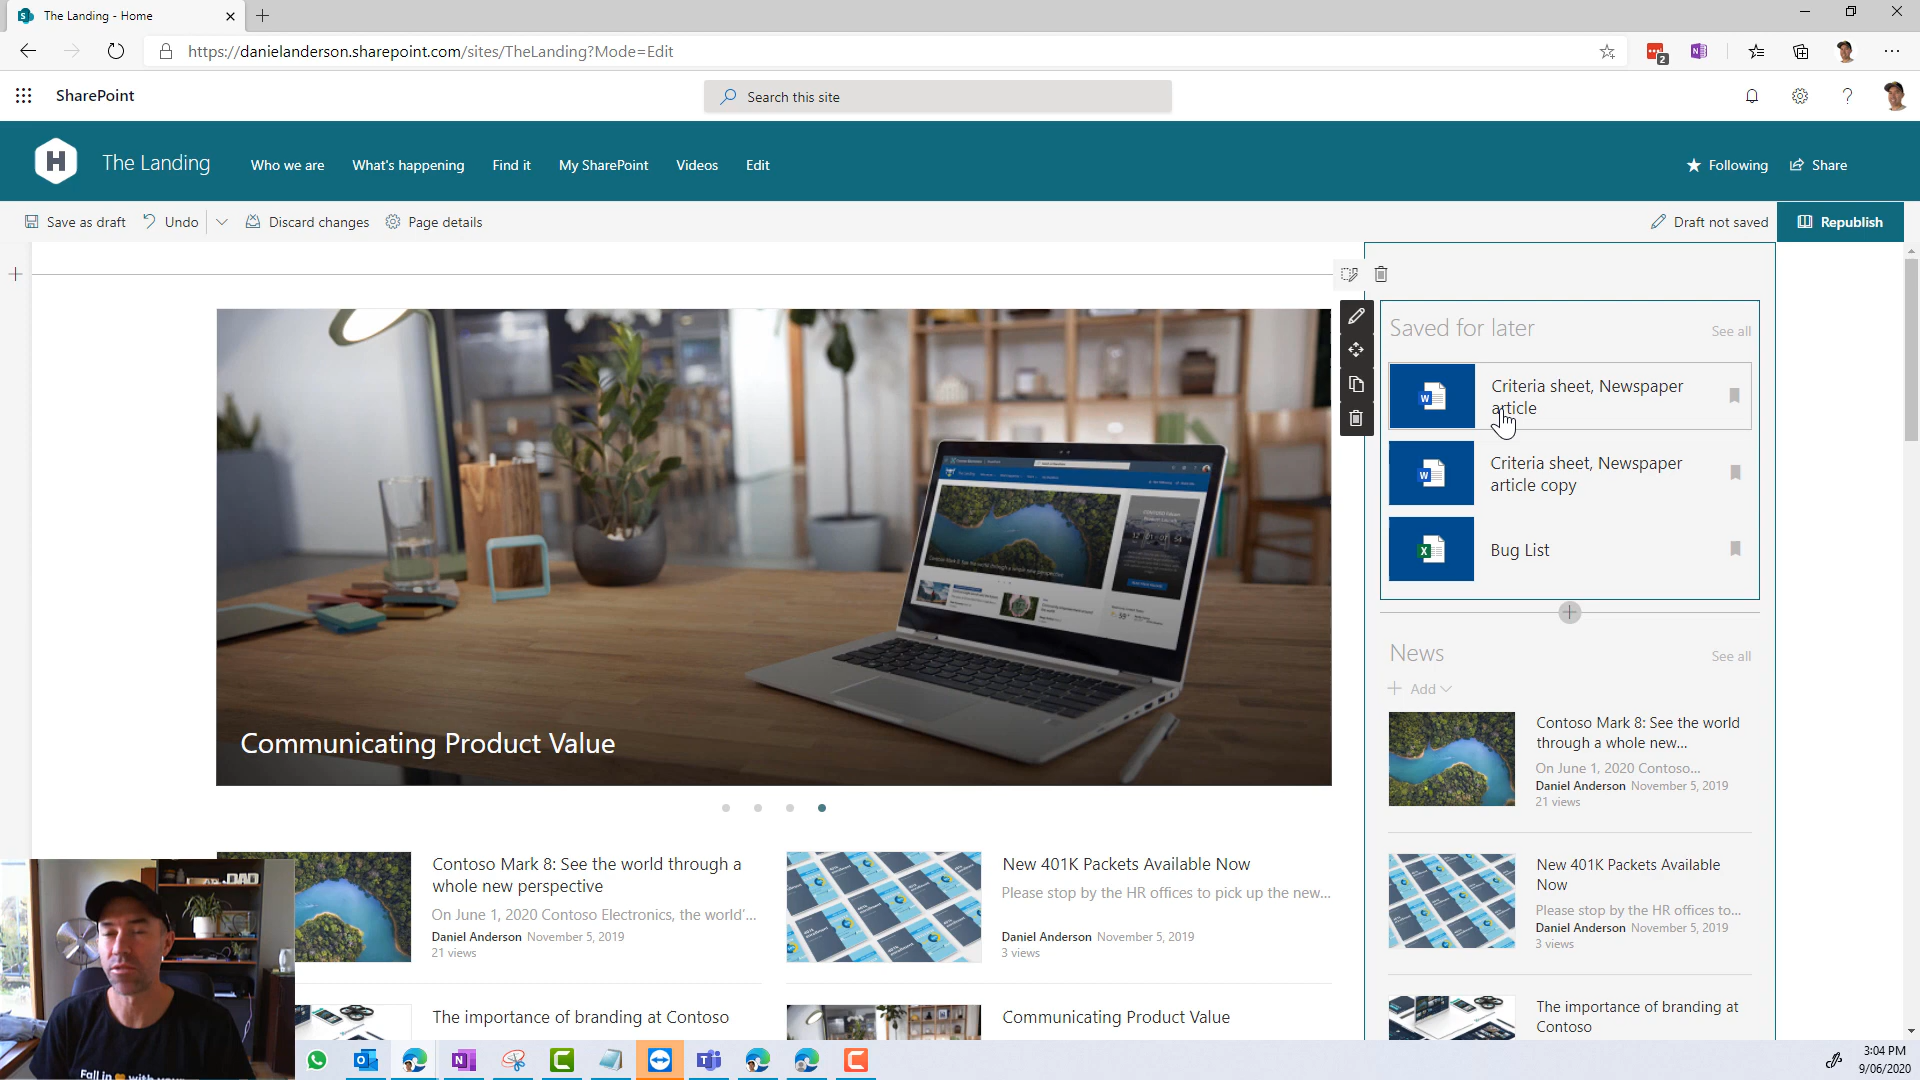 The Landing - Home
https://danielanderson.sharepoint.com/sites/TheLanding?Mode=Edit
2
SharePoint
Search this site
H
The Landing
Who we are
What's happening
Find it
My SharePoint
Videos
Edit
Following
Share
Save as draft
Undo
Discard changes
Page details
Draft not saved
Republish
Saved for later
See all
Criteria sheet, Newspaper
article
Criteria sheet, Newspaper
article copy
Bug List
Communicating Product Value
News
See all
Add
Contoso Mark 8: See the world
through a whole new...
On June 1, 2020 Contoso...
Daniel Anderson November 5, 2019
21 views
New 401K Packets Available
Now
Please stop by the HR offices to...
Daniel Anderson November 5, 2019
3 views
The importance of branding at
Contoso
Contoso Mark 8: See the world through a
whole new perspective
On June 1, 2020 Contoso Electronics, the world'...
Daniel Anderson November 5, 2019
21 views
New 401K Packets Available Now
Please stop by the HR offices to pick up the new...
Daniel Anderson November 5, 2019
3 views
The importance of branding at Contoso
Communicating Product Value
DAD
3:04 PM
9/06/2020